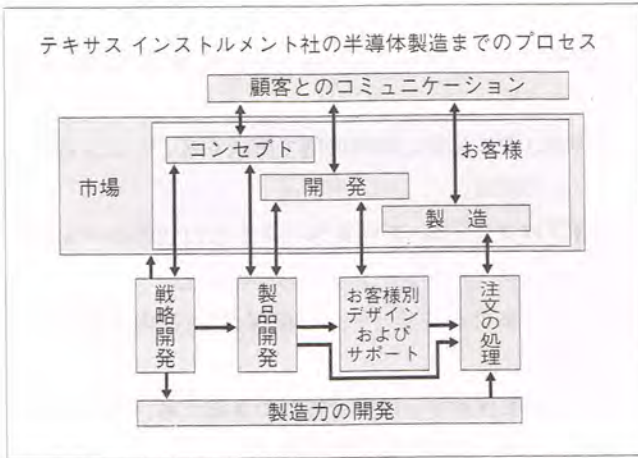 テキサス インストルメント社の半導体製造までのプロセス
顧客とのコミュニケーション
コンセプト
お客様
市場
開発
製造
戦略開発
製品開発
お客様別
デザイン
および
サポート
注文の処理
製造力の開発